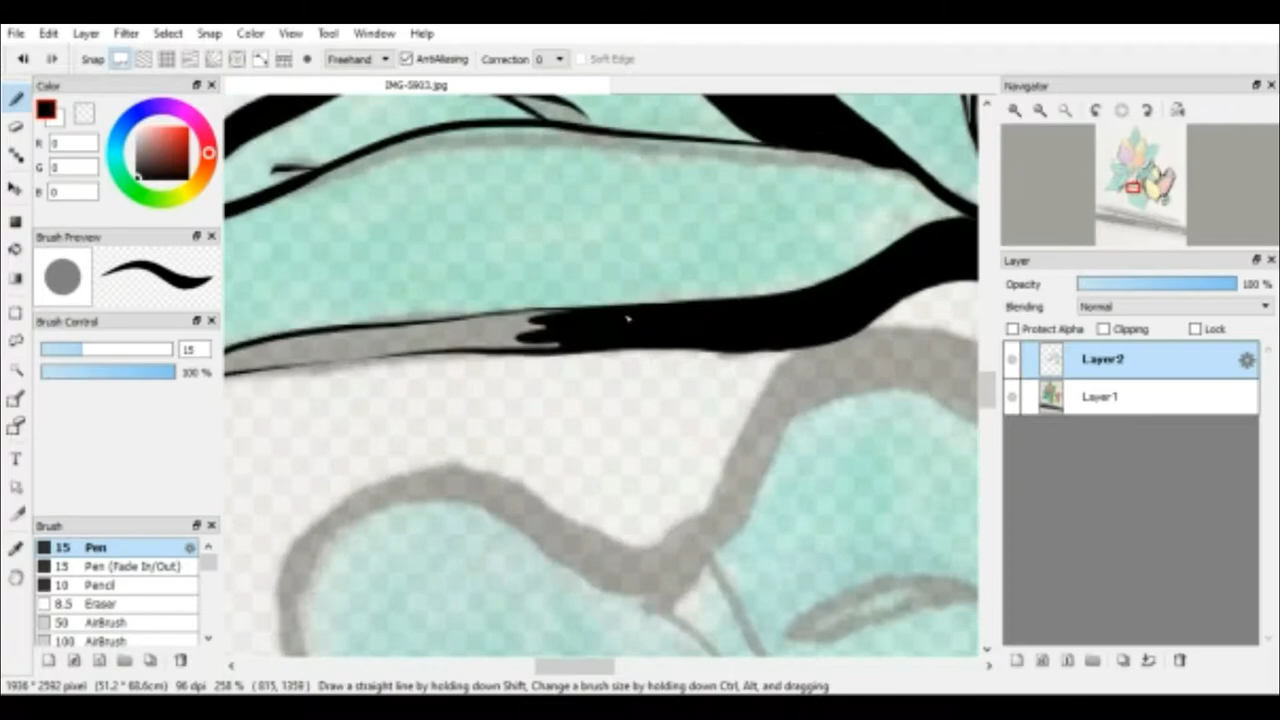 File Edit Layer Filter Select Snap Color View Tool Window Help
Snap Freehand AntiAliasing Correction 0 Soft Edge
Color
IMG-5903.jpg
Navigator
R 0
G 0
B 0
Brush Preview
Brush Control
15
100 %
Layer
Opacity 100 %
Blending Normal
Protect Alpha Clipping Lock
Layer2
Layer1
Brush
15 Pen
15 Pen (Fade In/Out)
10 Pencil
8.5 Eraser
50 AirBrush
100 AirBrush
T
1936 * 2592 pixel (51.2 * 68.6cm) 96 dpi 258 % ( 815, 1359 ) Draw a straight line by holding down Shift, Change a brush size by holding down Ctrl, Alt, and dragging